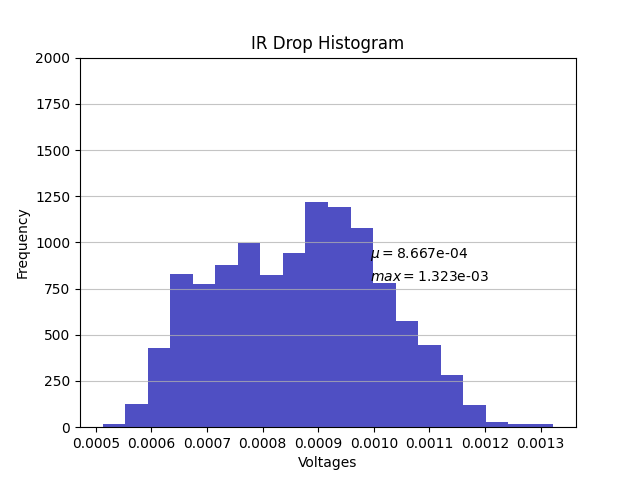 IR Drop Histogram
2000
1750
1500
1250
1000
750
500
250
0
Frequency
μ = 8.667e-04
max = 1.323e-03
0.0005 0.0006 0.0007 0.0008 0.0009 0.0010 0.0011 0.0012 0.0013
Voltages